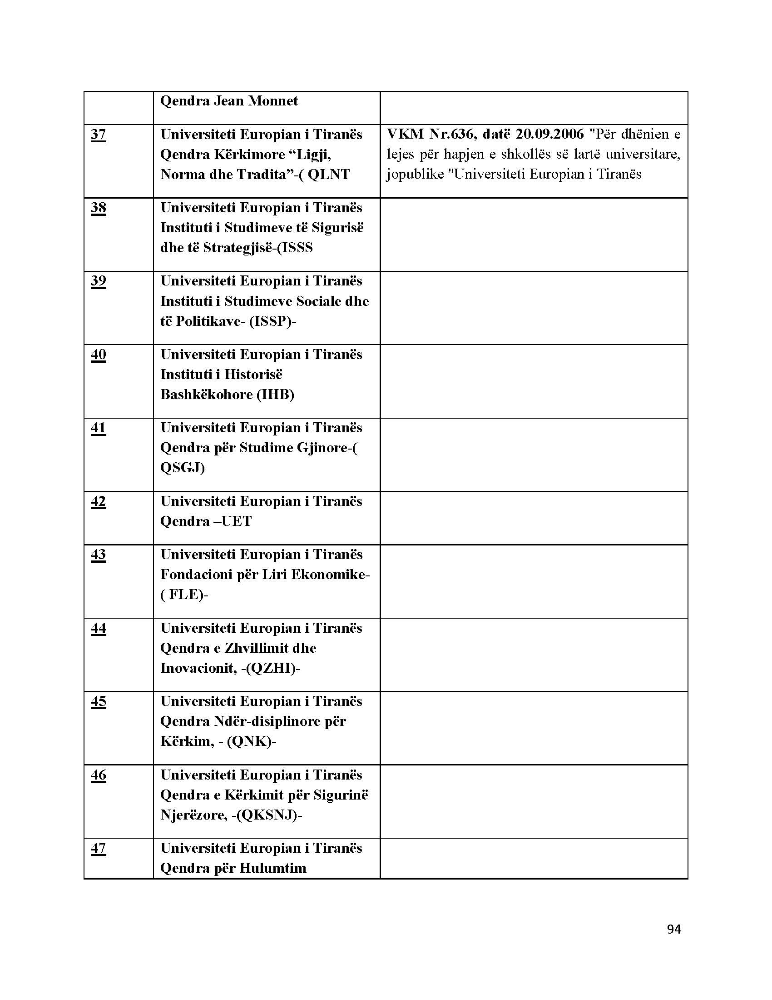 Qendra Jean Monnet
37
Universiteti Europian i Tiranës
Qendra Kërkimore “Ligji,
Norma dhe Tradita”-( QLNT
VKM Nr.636, datë 20.09.2006 "Për dhënien e
lejes për hapjen e shkollës së lartë universitare,
jopublike "Universiteti Europian i Tiranës
38
Universiteti Europian i Tiranës
Instituti i Studimeve të Sigurisë
dhe të Strategjisë-(ISSS
39
Universiteti Europian i Tiranës
Instituti i Studimeve Sociale dhe
të Politikave- (ISSP)-
40
Universiteti Europian i Tiranës
Instituti i Historisë
Bashkëkohore (IHB)
41
Universiteti Europian i Tiranës
Qendra për Studime Gjinore-(
QSGJ)
42
Universiteti Europian i Tiranës
Qendra –UET
43
Universiteti Europian i Tiranës
Fondacioni për Liri Ekonomike-
( FLE)-
44
Universiteti Europian i Tiranës
Qendra e Zhvillimit dhe
Inovacionit, -(QZHI)-
45
Universiteti Europian i Tiranës
Qendra Ndër-disiplinore për
Kërkim, - (QNK)-
46
Universiteti Europian i Tiranës
Qendra e Kërkimit për Sigurinë
Njerëzore, -(QKSNJ)-
47
Universiteti Europian i Tiranës
Qendra për Hulumtim
94